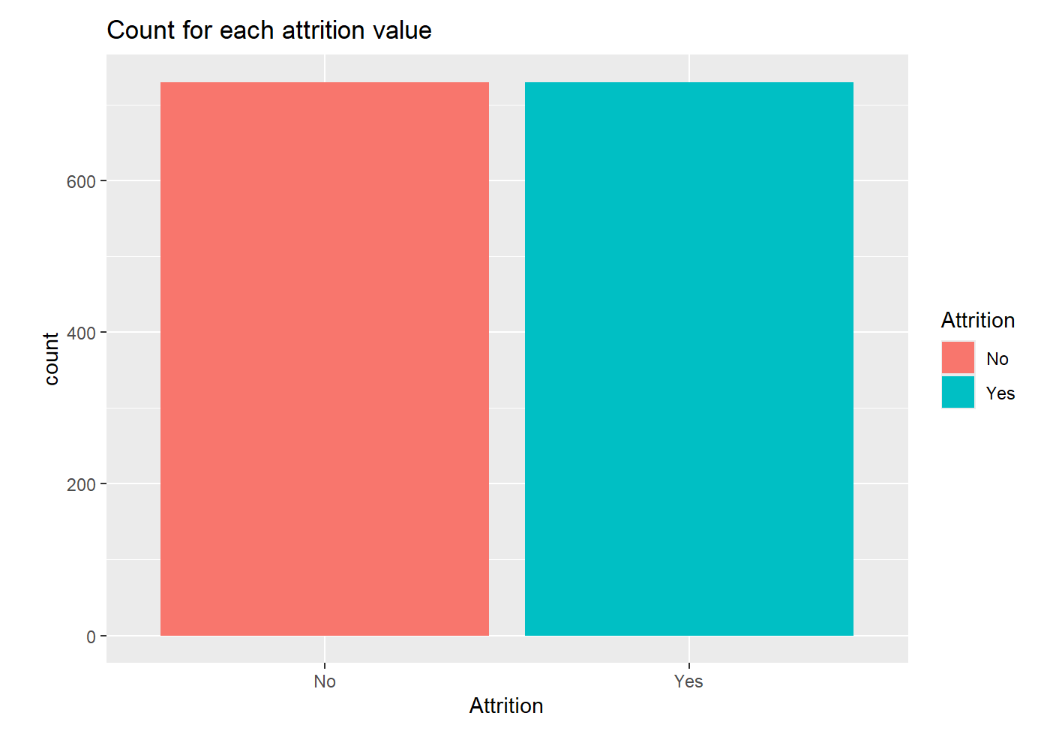 Count for each attrition value
count
600
400
200
0
No
Yes
Attrition
Attrition
No
Yes